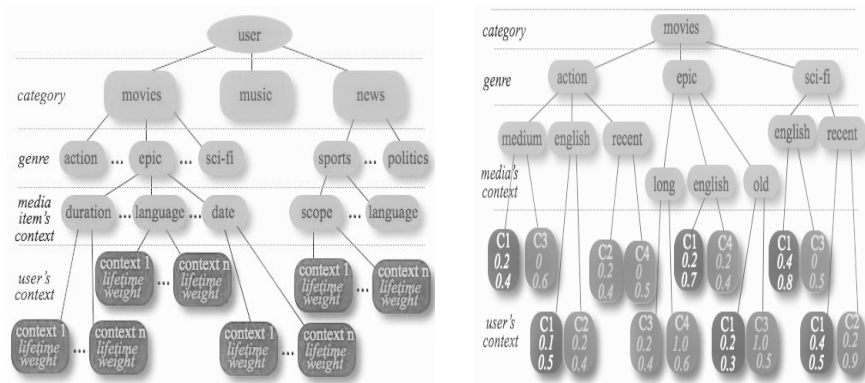 user
category movies music news
genre action ... epic ... sci-fi sports ... politics
media
item's
context
duration ... language ... date scope ... language
user's
context
context 1
lifetime
weight
...
context n
lifetime
weight
context 1
lifetime
weight
...
context n
lifetime
weight
context 1
lifetime
weight
...
context n
lifetime
weight
context 1
lifetime
weight
...
context n
lifetime
weight
category movies
genre action epic sci-fi
medium english recent english recent
media's
context
long english old
C1 C3 C2 C4 C1 C4 C1 C3
0.2 0 0.2 0 0.2 0.2 0.4 0
0.4 0.6 0.4 0.5 0.7 0.4 0.8 0.5
user's
context
C1 C2 C3 C4 C1 C3 C1 C2
0.1 0.2 0.2 1.0 0.2 1.0 0.4 0.2
0.5 0.4 0.4 0.6 0.3 0.5 0.5 0.9